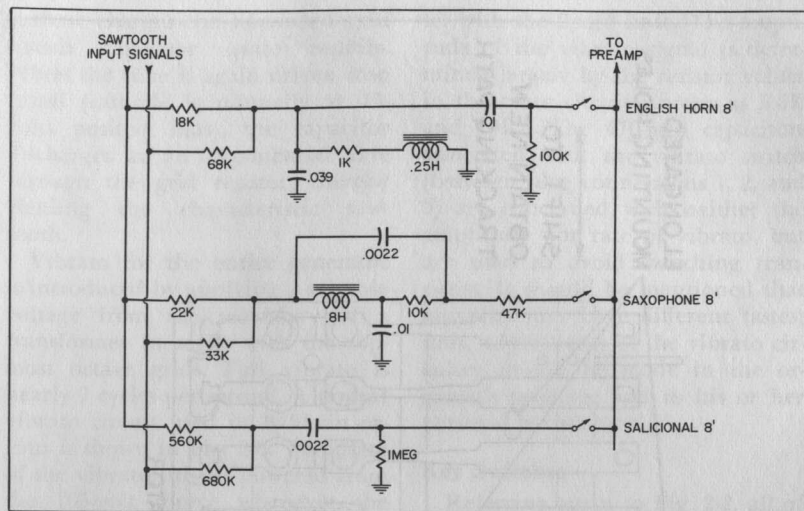 SAWTOOTH
INPUT SIGNALS
TO
PREAMP
18K
.01
ENGLISH HORN 8'
68K
1K
.25H
100K
.039
.0022
22K
8H
10K
47K
SAXOPHONE 8'
.01
33K
560K
.0022
SALICIONAL 8'
1MEG
680K